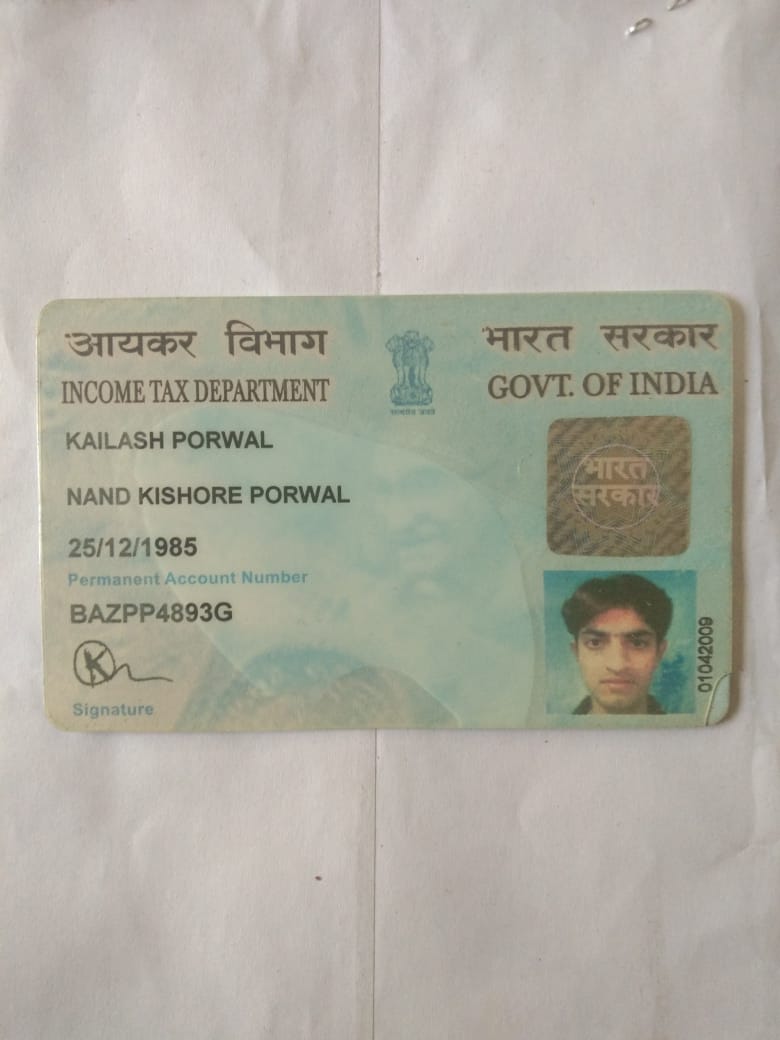 आयकर विभाग
INCOME TAX DEPARTMENT
सत्यमेव जयते
भारत सरकार
GOVT. OF INDIA
KAILASH PORWAL
NAND KISHORE PORWAL
25/12/1985
Permanent Account Number
BAZPP4893G
Signature
भारत
सरकार
01042009